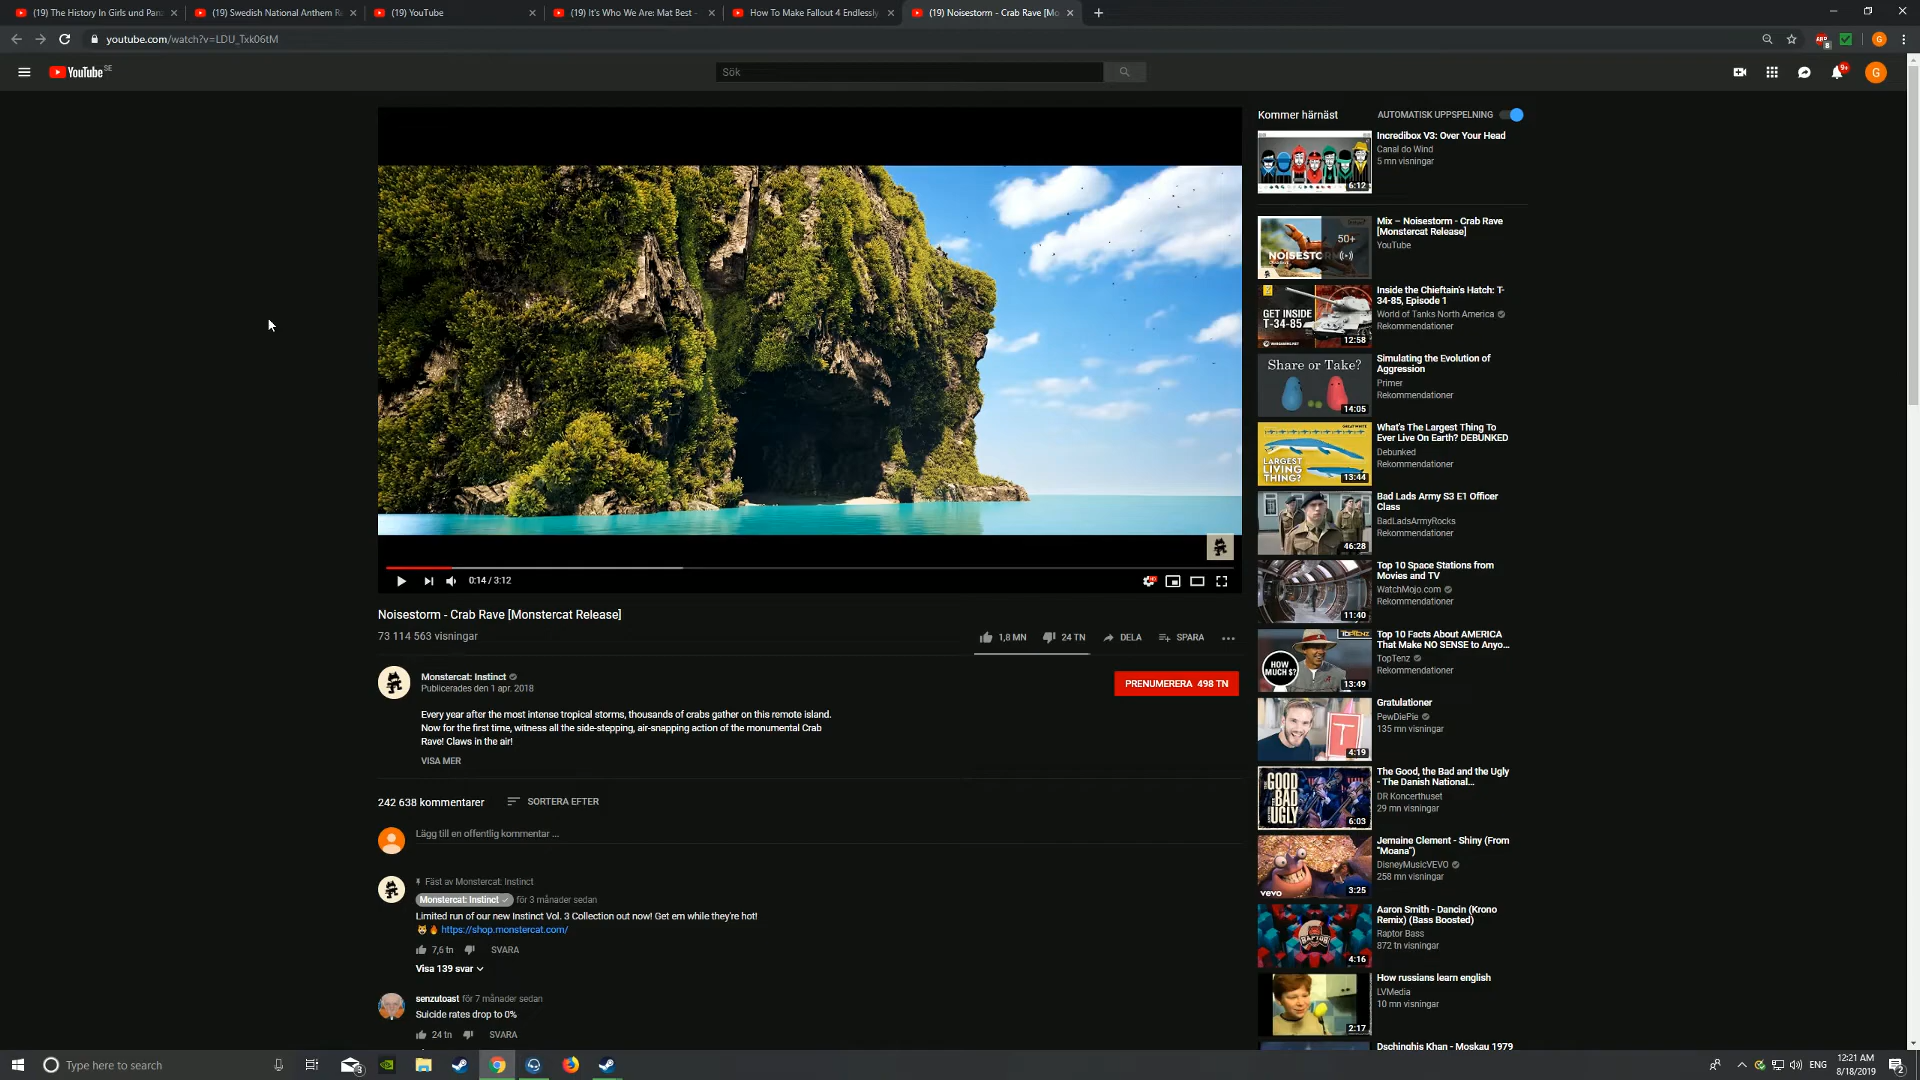 (19) The History In Girls und Pan
(19) Swedish National Anthem R
(19) YouTube
(19) It's Who We Are: Mat Best -
How To Make Fallout 4 Endlessly
(19) Noisestorm - Crab Rave [Mo
youtube.com/watch?v=LDU_Txk06tM
YouTube SE
Sök
9+
G
Noisestorm - Crab Rave [Monstercat Release]
0:14 / 3:12
73 114 563 visningar
1,8 MN
24 TN
DELA
SPARA
Monstercat: Instinct
Publicerades den 1 apr. 2018
PRENUMERERA 498 TN
Every year after the most intense tropical storms, thousands of crabs gather on this remote island.
Now for the first time, witness all the side-stepping, air-snapping action of the monumental Crab
Rave! Claws in the air!
VISA MER
242 638 kommentarer
SORTERA EFTER
Lägg till en offentlig kommentar ...
Fäst av Monstercat: Instinct
Monstercat: Instinct för 3 månader sedan
Limited run of our new Instinct Vol. 3 Collection out now! Get em while they're hot!
https://shop.monstercat.com/
7,6 tn
SVARA
Visa 139 svar
senzutoast för 7 månader sedan
Suicide rates drop to 0%
24 tn
SVARA
Kommer härnäst
AUTOMATISK UPPSPELNING
6:12
Incredibox V3: Over Your Head
Canal do Wind
5 mn visningar
50+
NOISESTO
Mix – Noisestorm - Crab Rave
[Monstercat Release]
YouTube
GET INSIDE
T-34-85
12:58
Inside the Chieftain's Hatch: T-
34-85, Episode 1
World of Tanks North America
Rekommendationer
Share or Take?
14:05
Simulating the Evolution of
Aggression
Primer
Rekommendationer
LARGEST
LIVING
THING?
13:44
What's The Largest Thing To
Ever Live On Earth? DEBUNKED
Debunked
Rekommendationer
46:28
Bad Lads Army S3 E1 Officer
Class
BadLadsArmyRocks
Rekommendationer
11:40
Top 10 Space Stations from
Movies and TV
WatchMojo.com
Rekommendationer
TOPTENZ
HOW
MUCH $?
13:49
Top 10 Facts About AMERICA
That Make NO SENSE to Anyo...
TopTenz
Rekommendationer
T
4:19
Gratulationer
PewDiePie
135 mn visningar
GOOD
BAD
UGLY
6:03
The Good, the Bad and the Ugly
- The Danish National...
DR Koncerthuset
29 mn visningar
vevo
3:25
Jemaine Clement - Shiny (From
"Moana")
DisneyMusicVEVO
258 mn visningar
RAPTOR
4:16
Aaron Smith - Dancin (Krono
Remix) (Bass Boosted)
Raptor Bass
872 tn visningar
2:17
How russians learn english
LVMedia
10 mn visningar
Dschinghis Khan - Moskau 1979
Type here to search
3
ENG
12:21 AM
8/18/2019
2